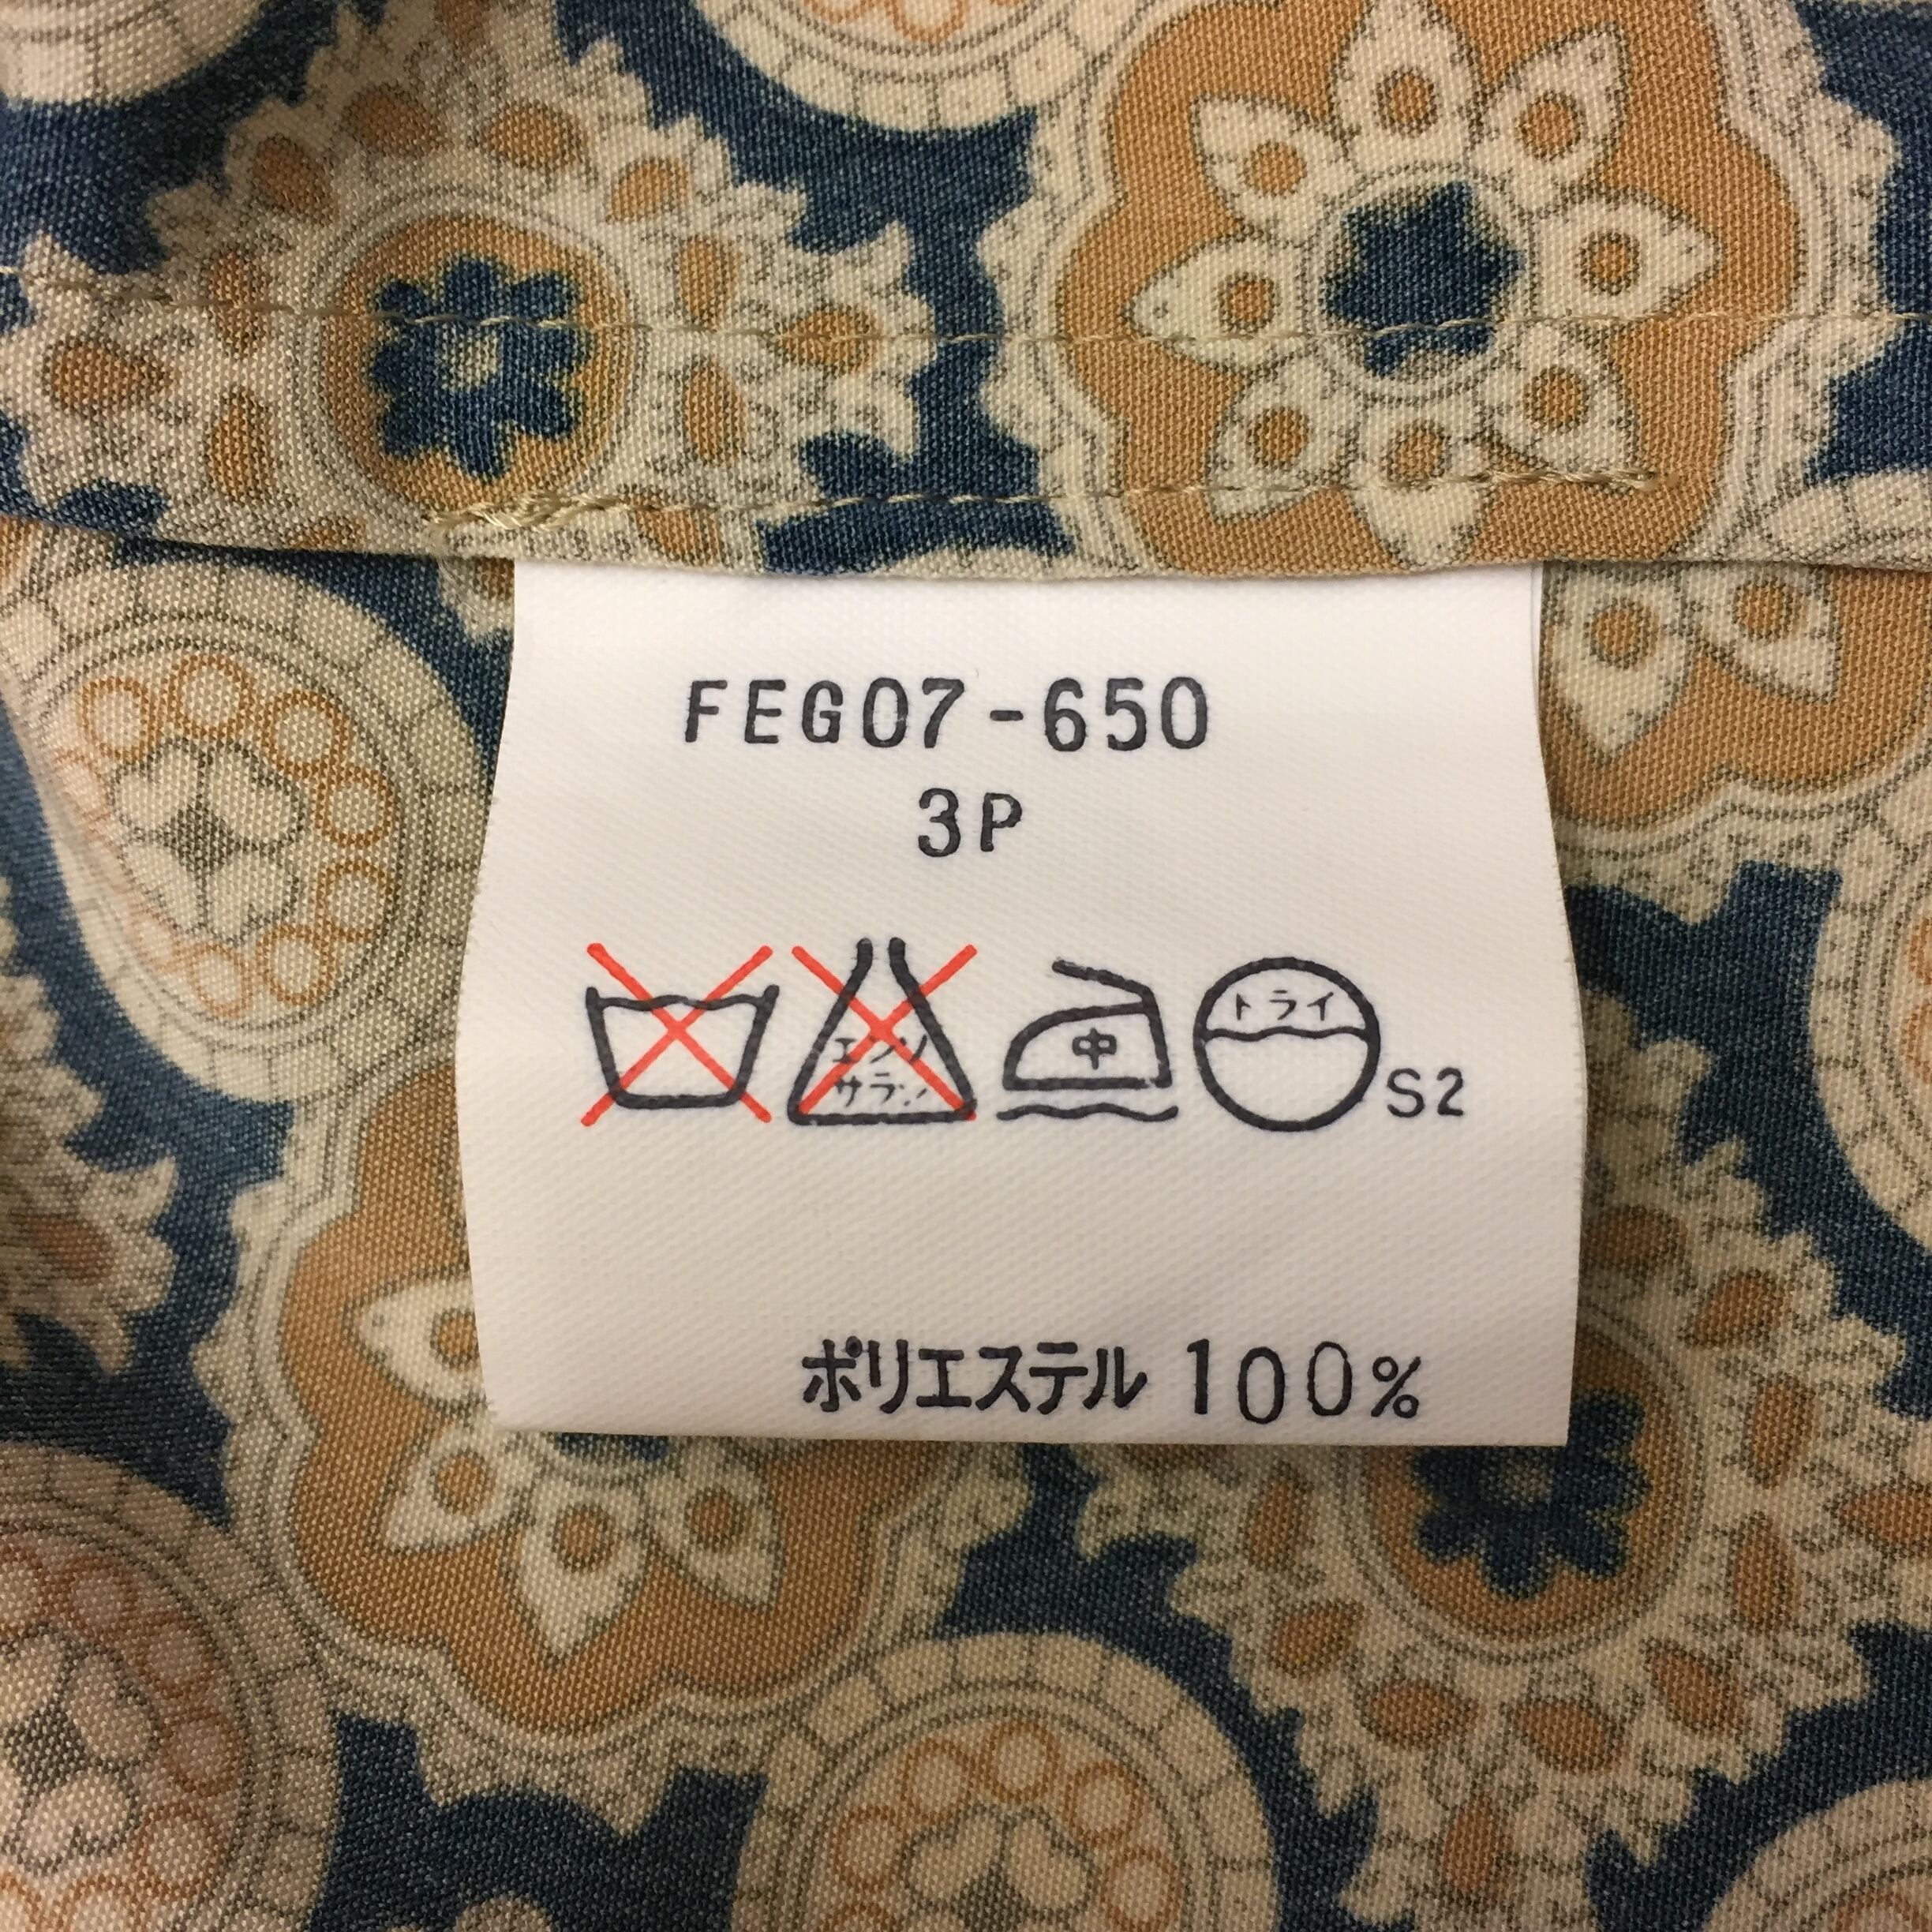 FEG07-650
3P
エンソ
サラシ
中
ドライ
S2
ポリエステル 100%